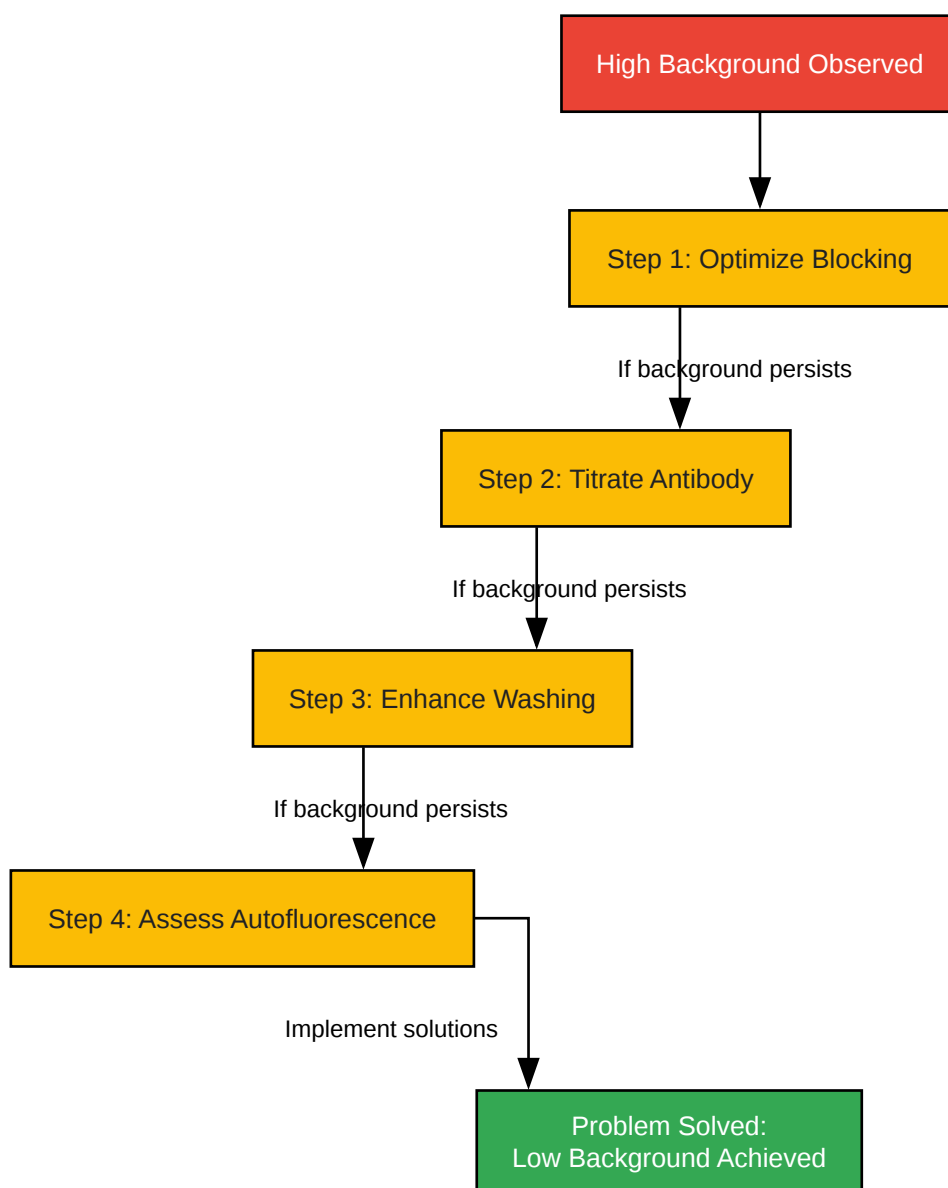 High Background Observed
Step 1: Optimize Blocking
If background persists
Step 2: Titrate Antibody
If background persists
Step 3: Enhance Washing
If background persists
Step 4: Assess Autofluorescence
Implement solutions
Problem Solved:
Low Background Achieved